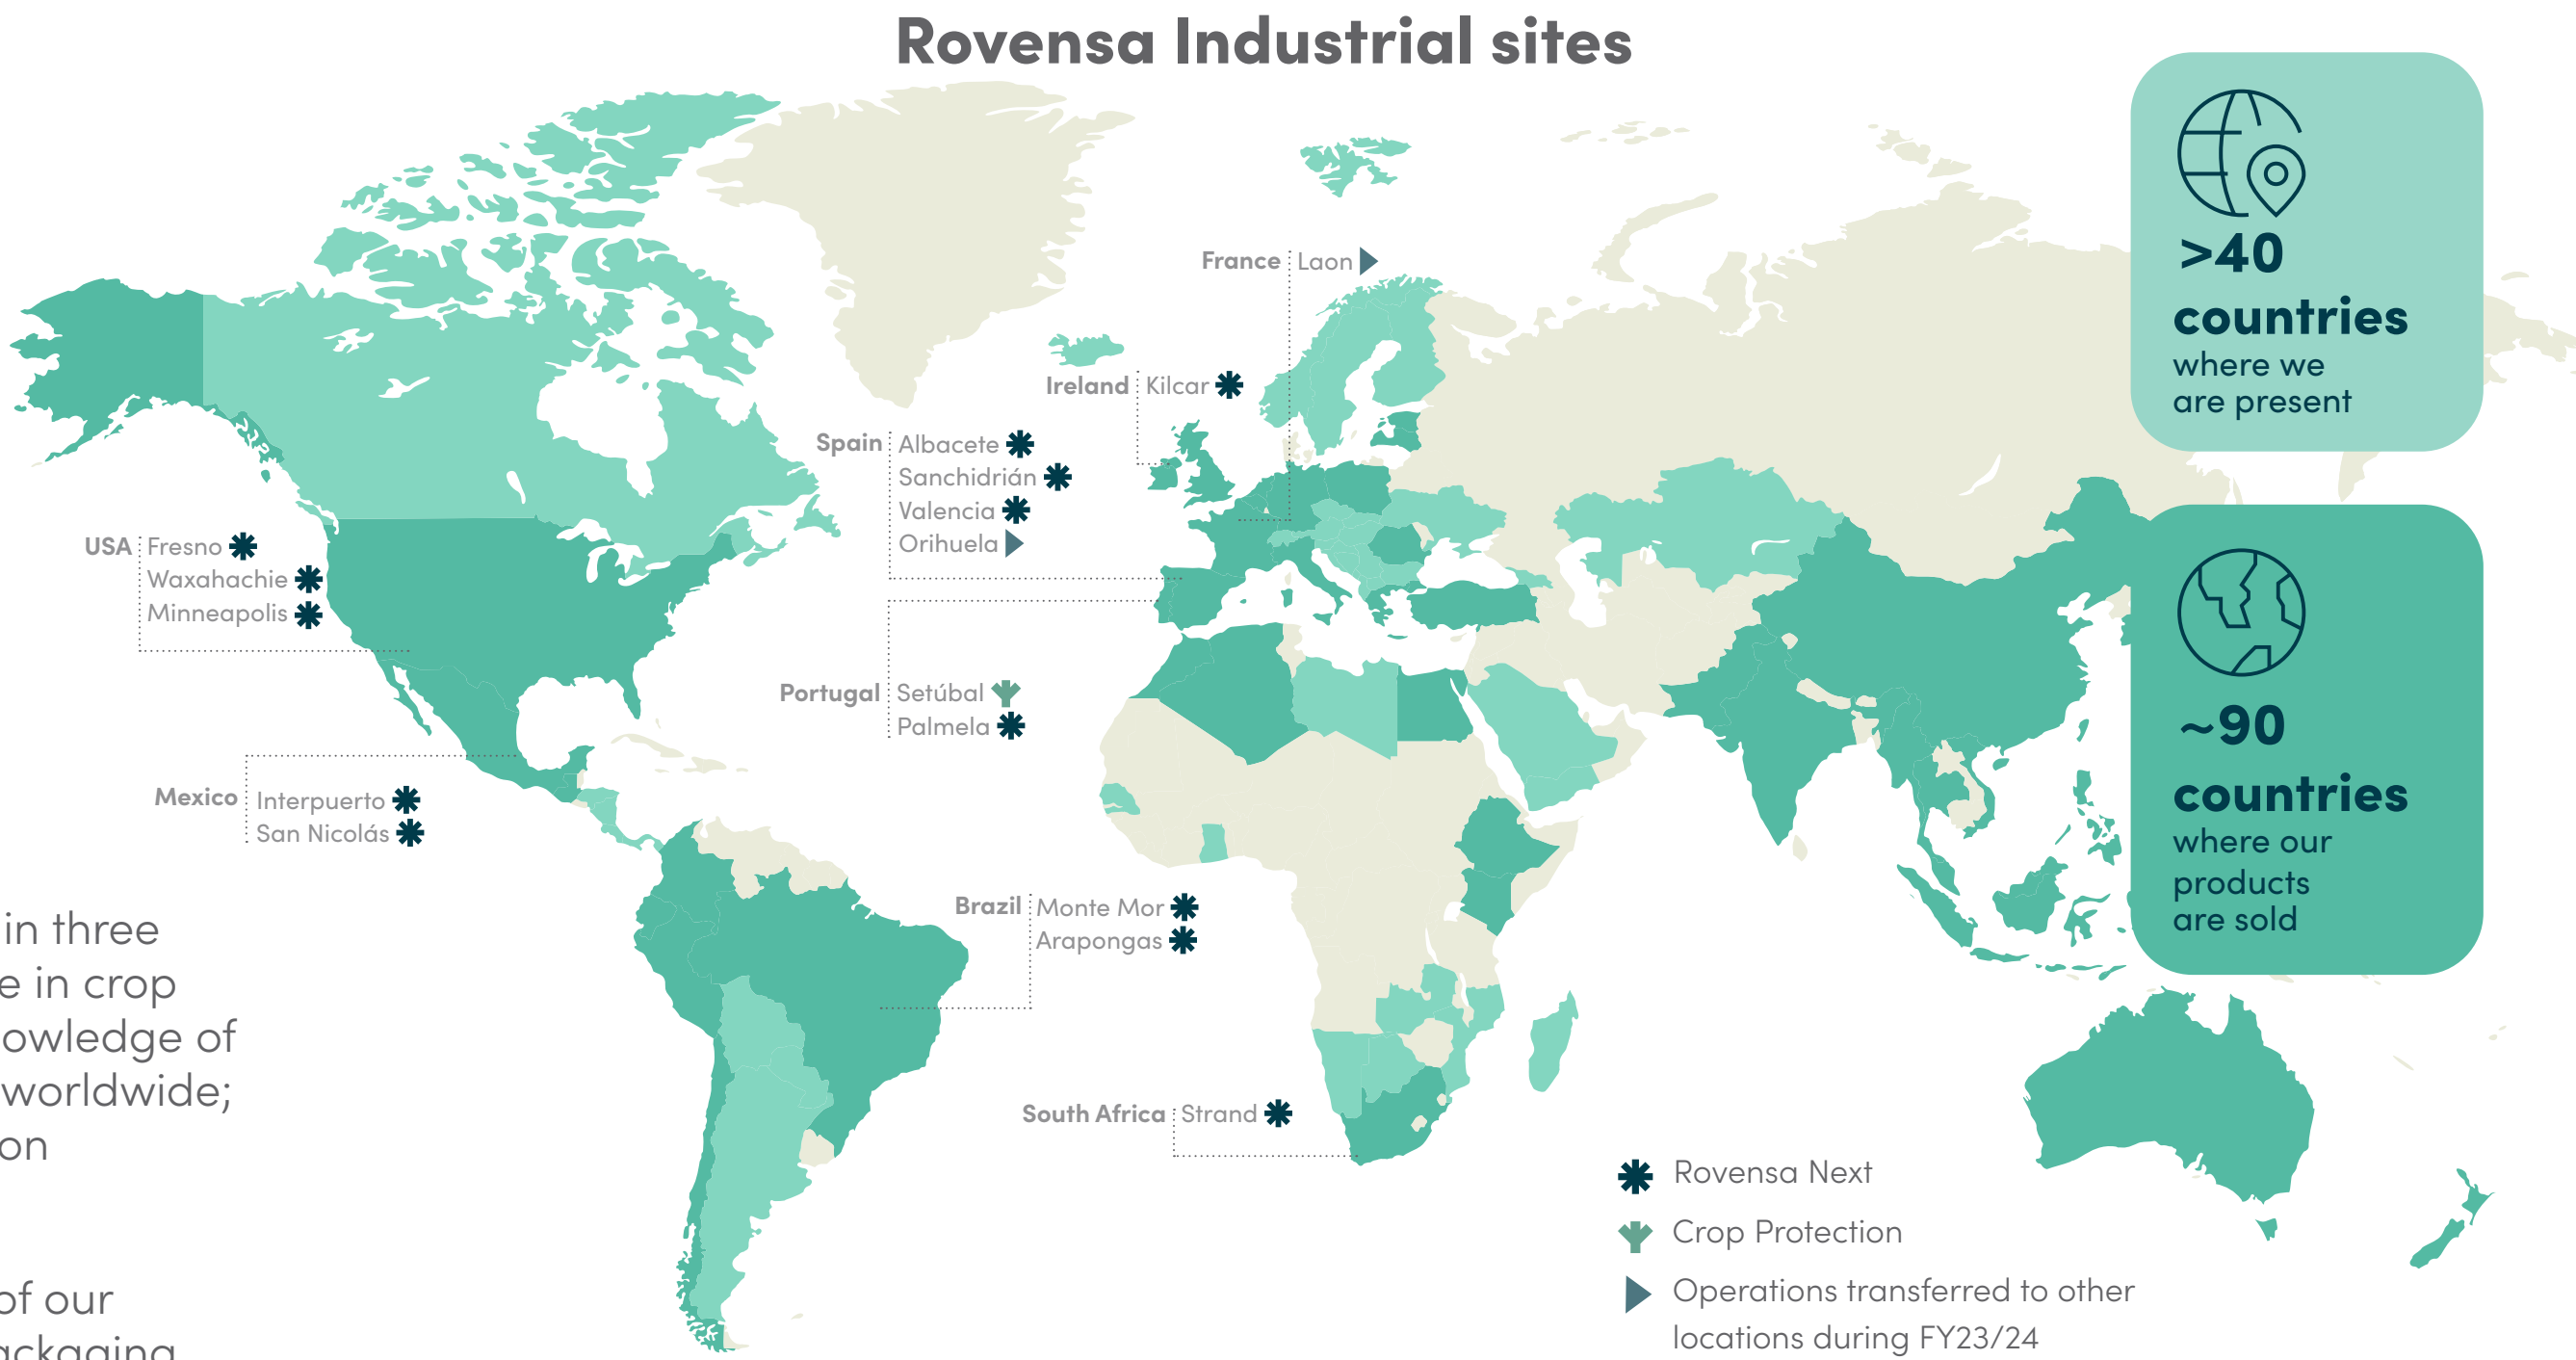 Rovensa Industrial sites
>40
countries
where we
are present
~90
countries
where our
products
are sold
France Laon
Ireland Kilcar
Spain Albacete
Sanchidrián
Valencia
Orihuela
USA Fresno
Waxahachie
Minneapolis
Portugal Setúbal
Palmela
Mexico Interpuerto
San Nicolás
Brazil Monte Mor
Arapongas
South Africa Strand
Rovensa Next
Crop Protection
Operations transferred to other
locations during FY23/24
in three
e in crop
owledge of
worldwide;
on
of our
ackaging